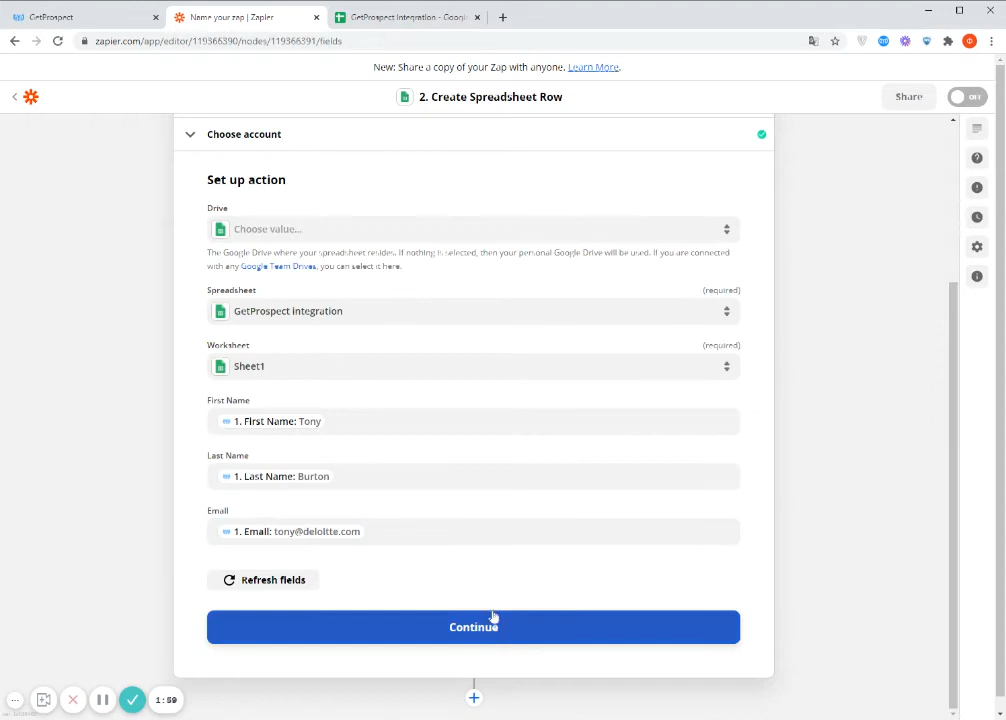 GetProspect
Name your zap | Zapier
GetProspect Integration - Google
zapier.com/app/editor/119366390/nodes/119366391/fields
New: Share a copy of your Zap with anyone. Learn More.
2. Create Spreadsheet Row
Share
OFF
Choose account
Set up action
Drive
Choose value...
The Google Drive where your spreadsheet resides. If nothing is selected, then your personal Google Drive will be used. If you are connected
with any Google Team Drives, you can select it here.
Spreadsheet (required)
GetProspect integration
Worksheet (required)
Sheet1
First Name
1. First Name: Tony
Last Name
1. Last Name: Burton
Email
1. Email: tony@deloitte.com
Refresh fields
Continue
1:59